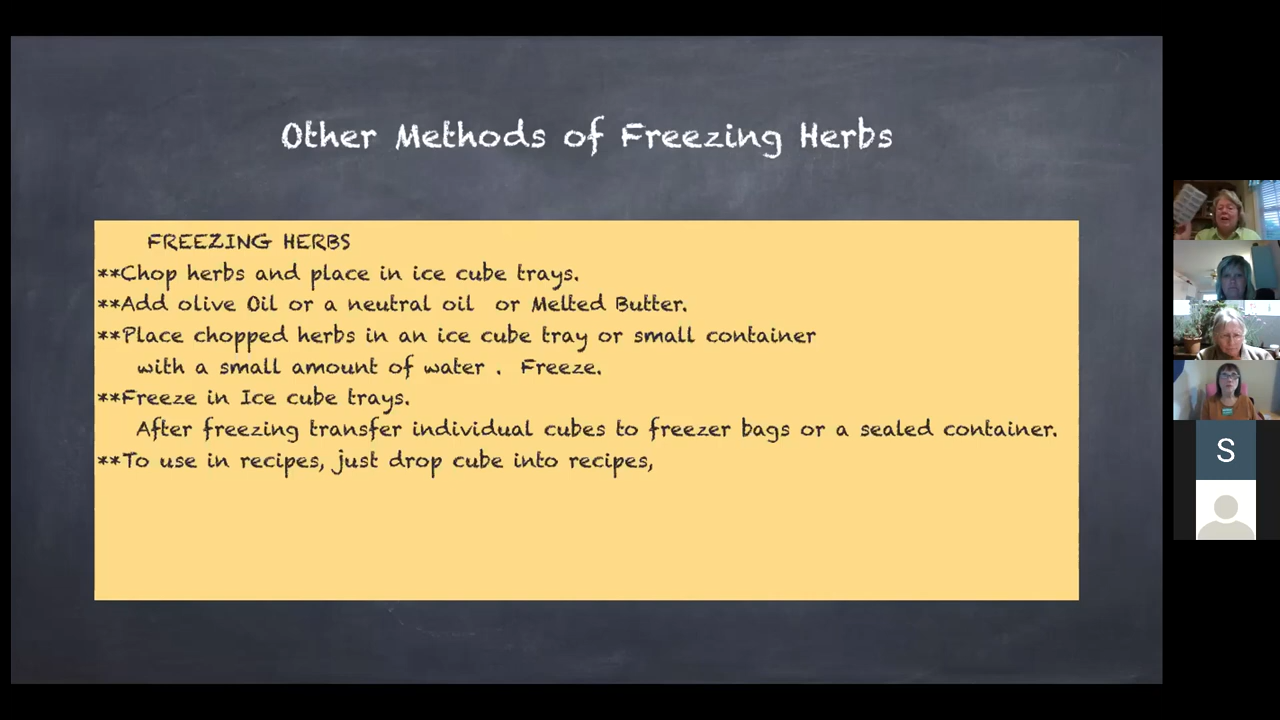 Other Methods of Freezing Herbs
FREEZING HERBS
**Chop herbs and place in ice cube trays.
**Add olive Oil or a neutral oil or Melted Butter.
**Place chopped herbs in an ice cube tray or small container
with a small amount of water . Freeze.
**Freeze in Ice cube trays.
After freezing transfer individual cubes to freezer bags or a sealed container.
**To use in recipes, just drop cube into recipes,
S